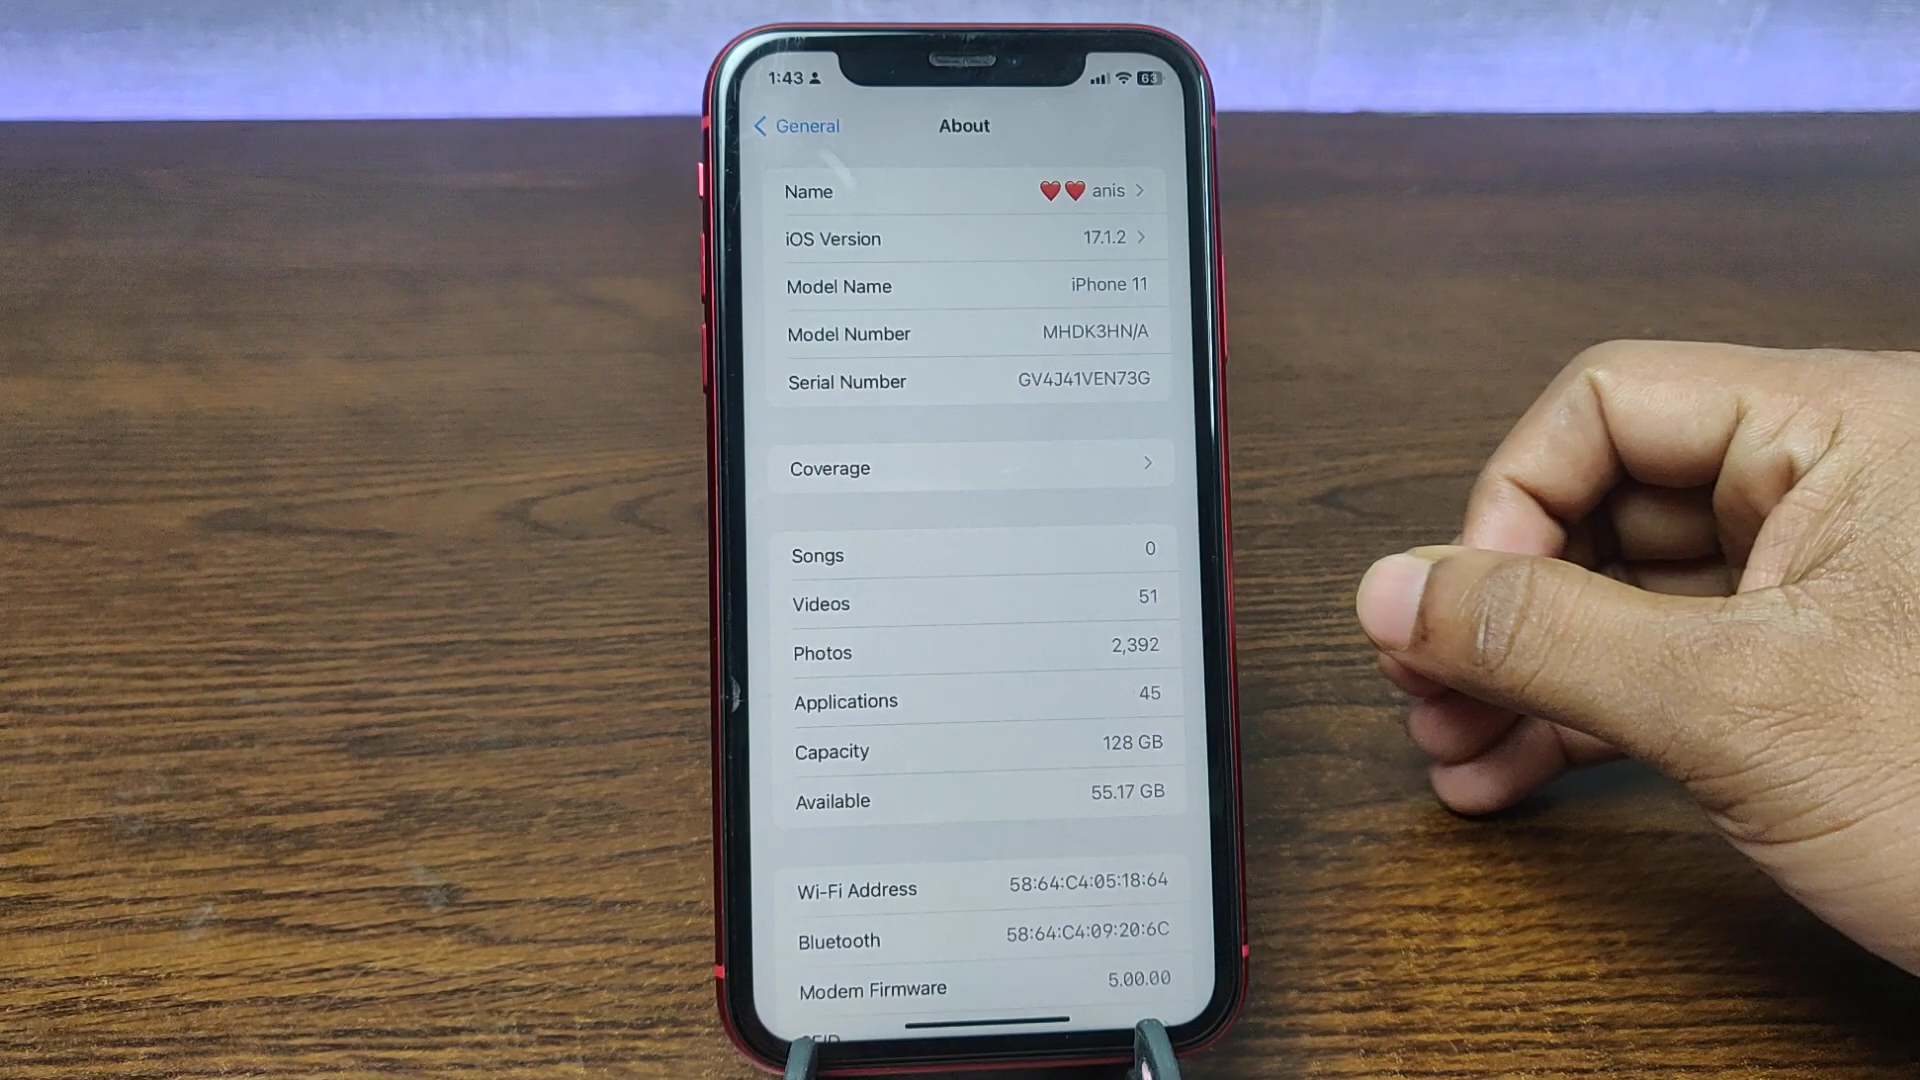 1:43 63
General About
Name ❤️❤️ anis
iOS Version 17.1.2
Model Name iPhone 11
Model Number MHDK3HN/A
Serial Number GV4J41VEN73G
Coverage
Songs 0
Videos 51
Photos 2,392
Applications 45
Capacity 128 GB
Available 55.17 GB
Wi-Fi Address 58:64:C4:05:18:64
Bluetooth 58:64:C4:09:20:6C
Modem Firmware 5.00.00